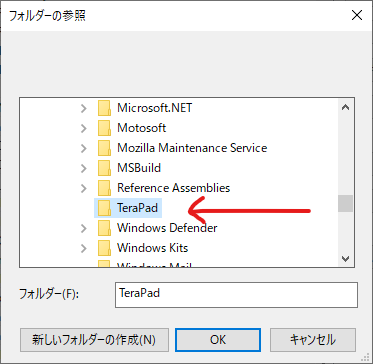 フォルダーの参照
Microsoft.NET
Motosoft
Mozilla Maintenance Service
MSBuild
Reference Assemblies
TeraPad
Windows Defender
Windows Kits
Windows Mail
フォルダー(F):
TeraPad
新しいフォルダーの作成(N)
OK
キャンセル